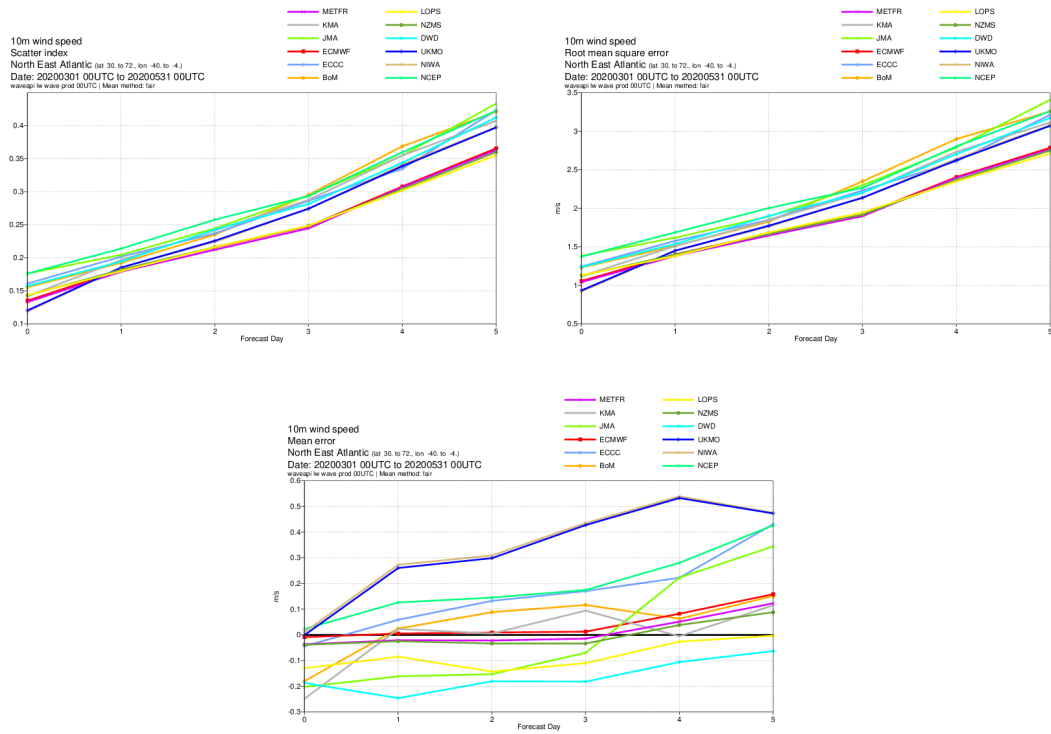 METFR LOPS
KMA NZMS
JMA DWD
ECMWF UKMO
ECCC NIWA
BoM NCEP
10m wind speed
Scatter index
North East Atlantic (lat 30. to 72., lon -40. to -4.)
Date: 20200301 00UTC to 20200531 00UTC
waveapi lw wave prod 00UTC | Mean method: fair
0.4
0.35
0.3
0.25
0.2
0.15
0.1
0 1 2 3 4 5
Forecast Day
METFR LOPS
KMA NZMS
JMA DWD
ECMWF UKMO
ECCC NIWA
BoM NCEP
10m wind speed
Root mean square error
North East Atlantic (lat 30. to 72., lon -40. to -4.)
Date: 20200301 00UTC to 20200531 00UTC
waveapi lw wave prod 00UTC | Mean method: fair
3.5
3
2.5
2
1.5
1
0.5
m/s
0 1 2 3 4 5
Forecast Day
METFR LOPS
KMA NZMS
JMA DWD
ECMWF UKMO
ECCC NIWA
BoM NCEP
10m wind speed
Mean error
North East Atlantic (lat 30. to 72., lon -40. to -4.)
Date: 20200301 00UTC to 20200531 00UTC
waveapi lw wave prod 00UTC | Mean method: fair
0.6
0.5
0.4
0.3
0.2
0.1
0
-0.1
-0.2
-0.3
m/s
0 1 2 3 4 5
Forecast Day